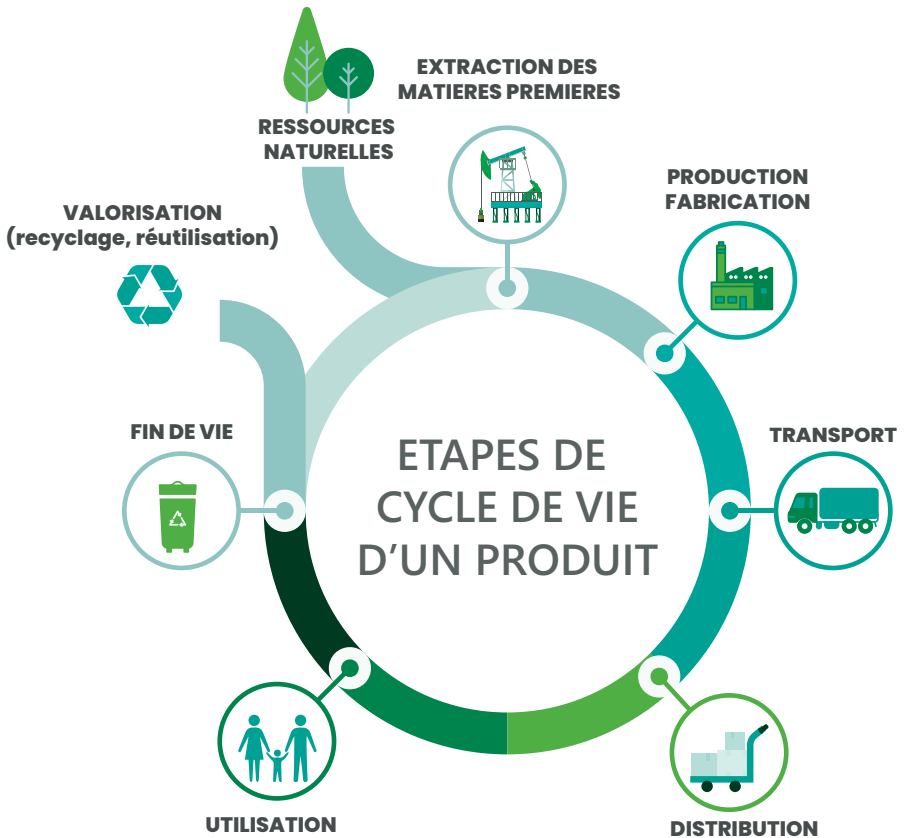 EXTRACTION DES
MATIERES PREMIERES
RESSOURCES
NATURELLES
PRODUCTION
FABRICATION
VALORISATION
(recyclage, réutilisation)
FIN DE VIE
TRANSPORT
ETAPES DE
CYCLE DE VIE
D'UN PRODUIT
UTILISATION
DISTRIBUTION